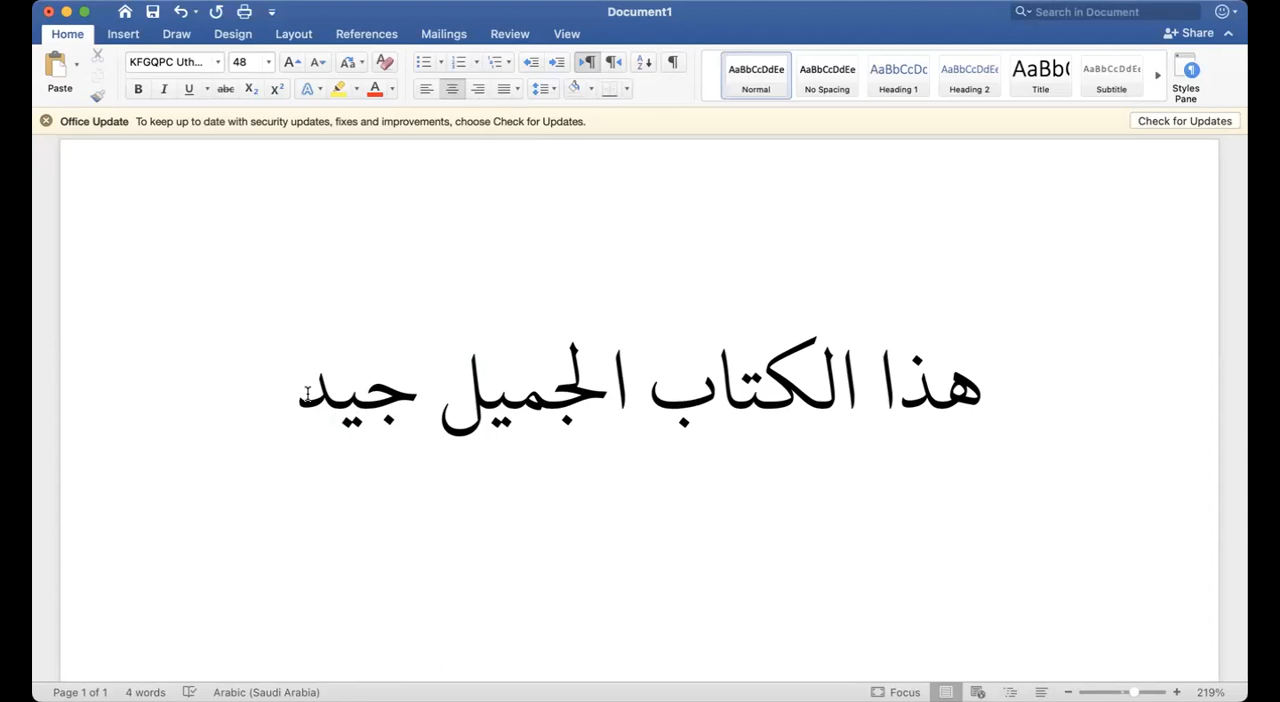 Document1
Search in Document
Home Insert Draw Design Layout References Mailings Review View
Share
Paste
KFGQPC Uth... 48
AaBbCcDdEe AaBbCcDdEe AaBbCcDc AaBbCcDdEe AaBb( AaBbCcDdEe
Normal No Spacing Heading 1 Heading 2 Title Subtitle
Styles Pane
Office Update To keep up to date with security updates, fixes and improvements, choose Check for Updates.
Check for Updates
هذا الكتاب الجميل جيد
Page 1 of 1 4 words Arabic (Saudi Arabia) Focus 219%